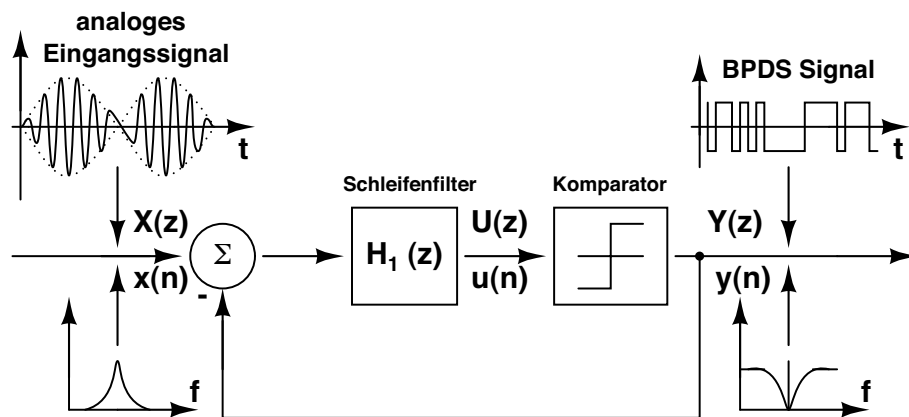 analoges
Eingangssignal
t
BPDS Signal
t
Schleifenfilter
Komparator
X(z)
x(n)
Σ
-
H1 (z)
U(z)
u(n)
Y(z)
y(n)
f
f